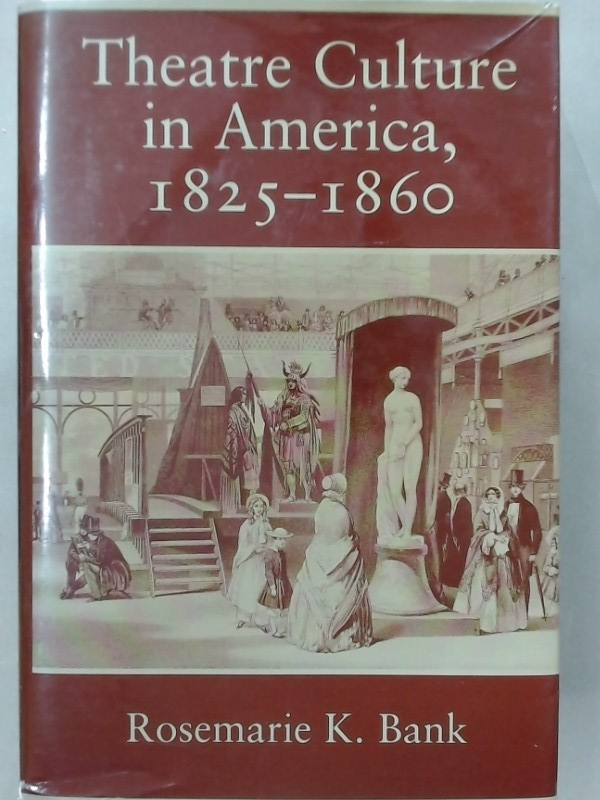 Theatre Culture
in America,
1825–1860
Rosemarie K. Bank